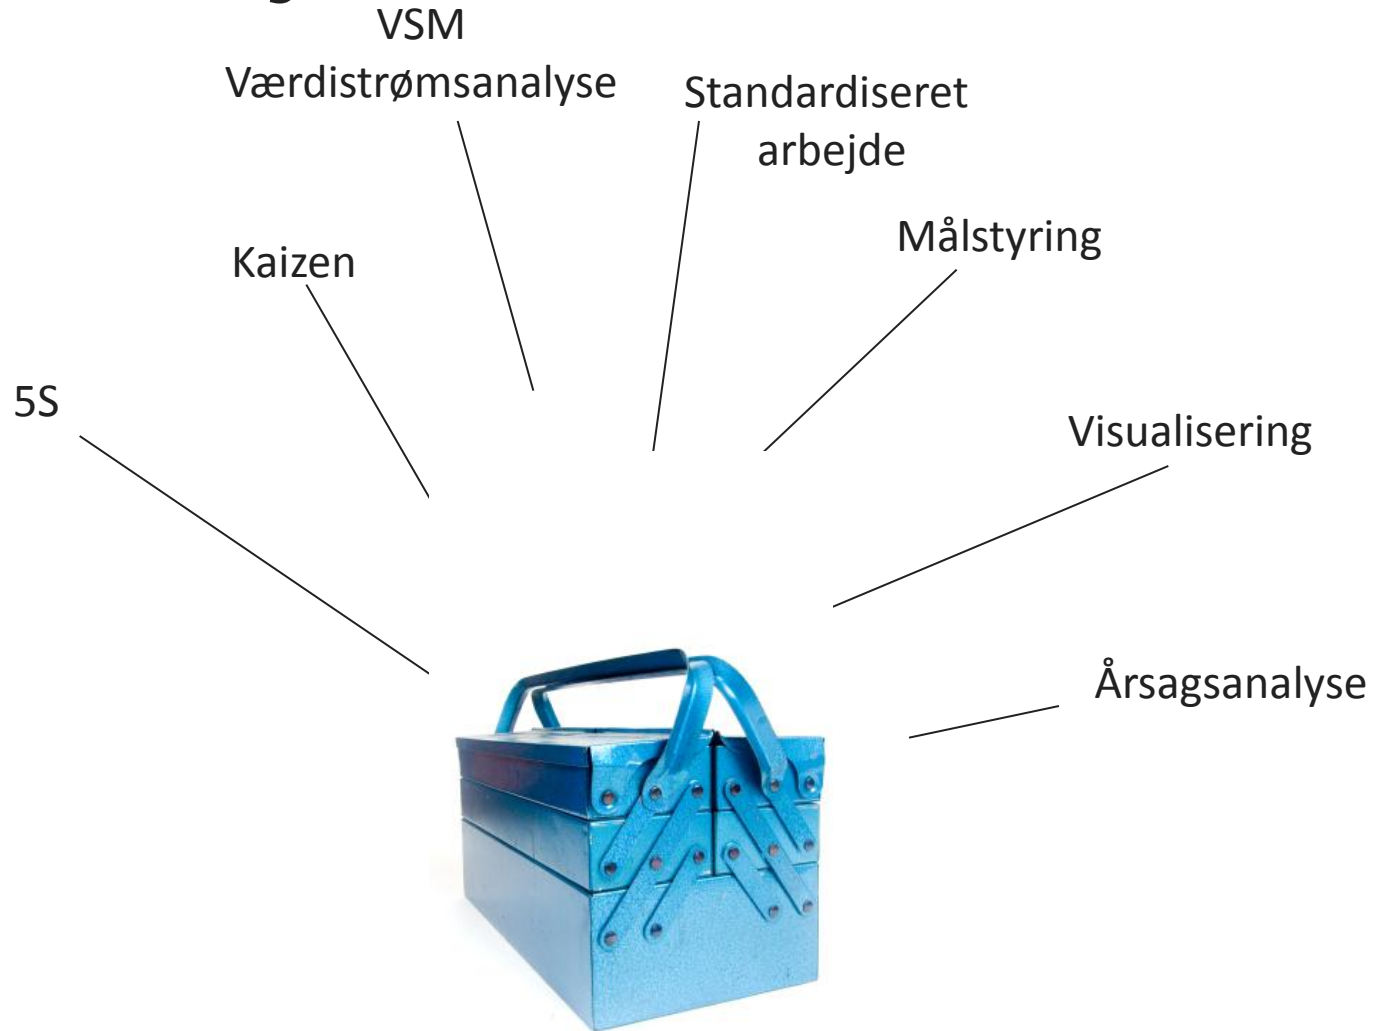 VSM
Værdistrømsanalyse
Standardiseret
arbejde
Målstyring
Kaizen
5S
Visualisering
Årsagsanalyse